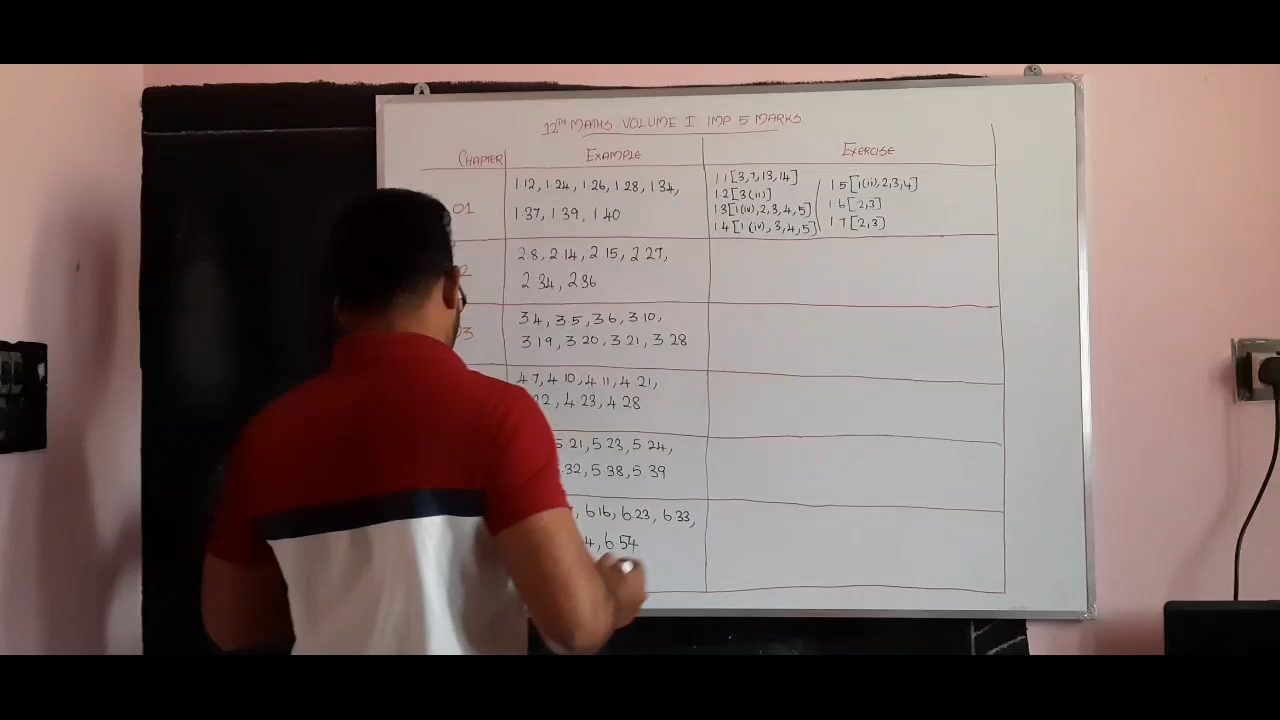 12TH MATHS VOLUME I IMP 5 MARKS
CHAPTER EXAMPLE EXERCISE
01
1.12, 1.24, 1.26, 1.28, 1.34,
1.37, 1.39, 1.40
1.1 [3,7,13,14]
1.2 [3(ii)]
1.3 [1(iv),2,3,4,5]
1.4 [1(iv),3,4,5]
1.5 [1(ii),2,3,4]
1.6 [2,3]
1.7 [2,3]
2
2.8, 2.14, 2.15, 2.27,
2.34, 2.36
03
3.4, 3.5, 3.6, 3.10,
3.19, 3.20, 3.21, 3.28
4.7, 4.10, 4.11, 4.21,
22, 4.23, 4.28
5.21, 5.23, 5.24,
.32, 5.38, 5.39
6.16, 6.23, 6.33,
4, 6.54